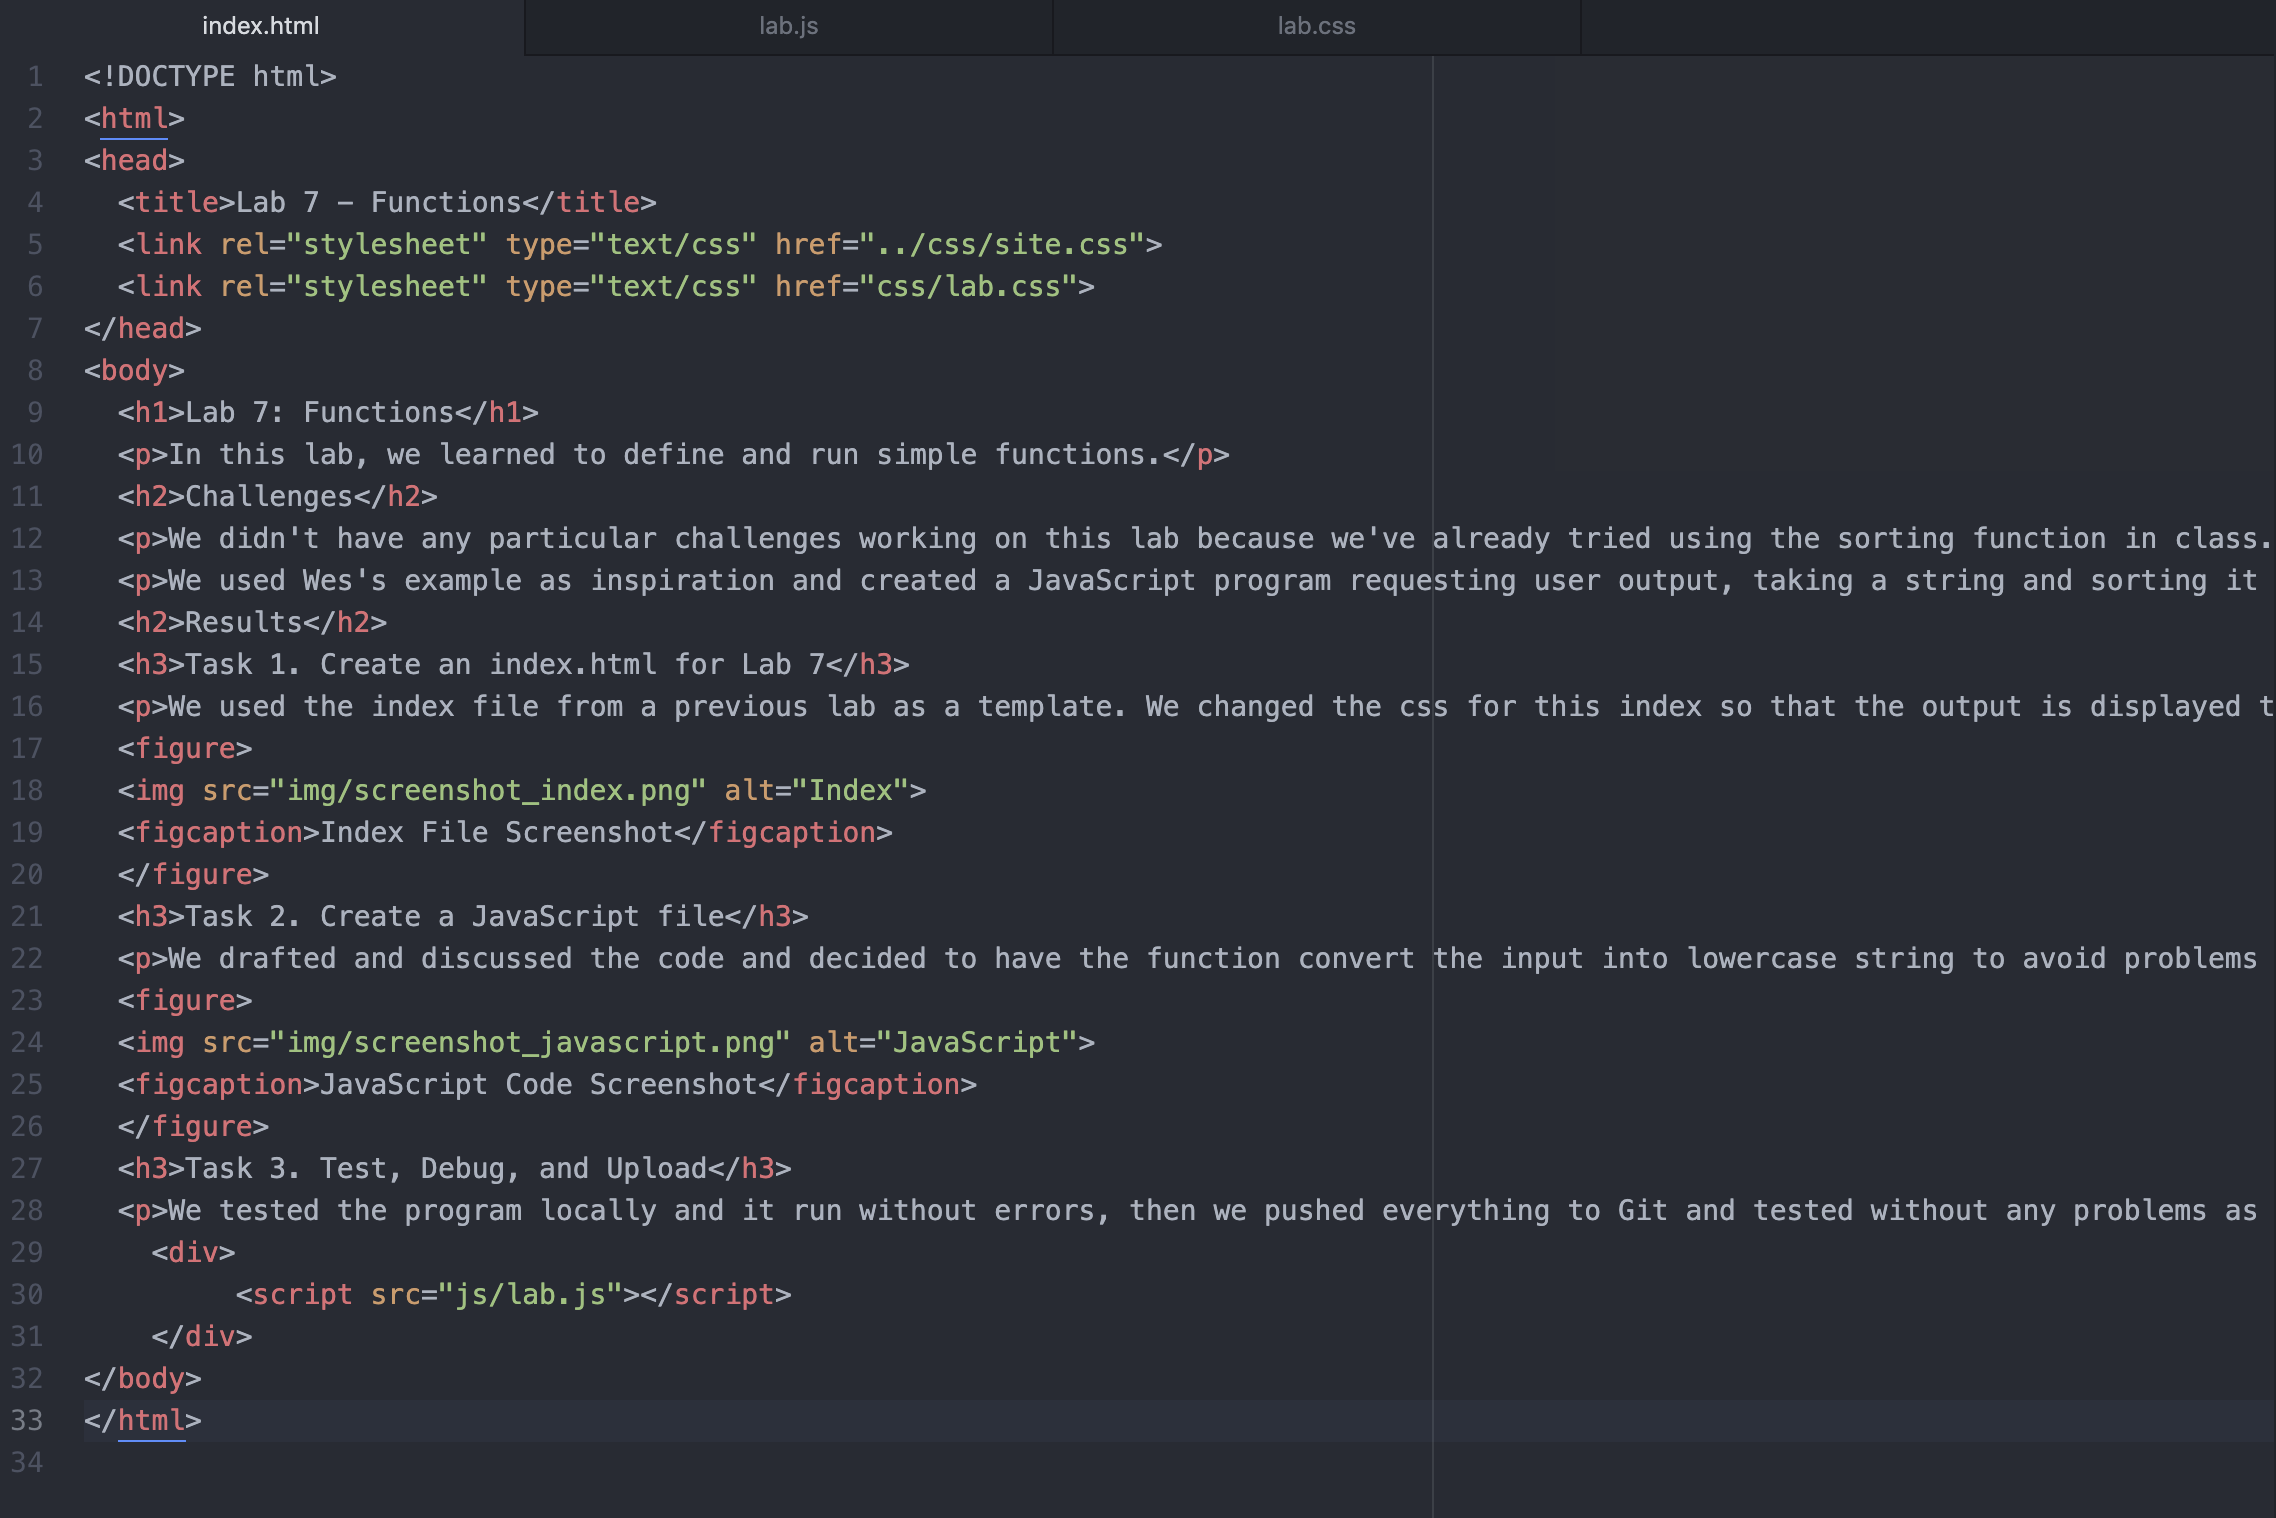 index.html
lab.js
lab.css
1 <!DOCTYPE html>
2 <html>
3 <head>
4   <title>Lab 7 - Functions</title>
5   <link rel="stylesheet" type="text/css" href="../css/site.css">
6   <link rel="stylesheet" type="text/css" href="css/lab.css">
7 </head>
8 <body>
9   <h1>Lab 7: Functions</h1>
10   <p>In this lab, we learned to define and run simple functions.</p>
11   <h2>Challenges</h2>
12   <p>We didn't have any particular challenges working on this lab because we've already tried using the sorting function in class.
13   <p>We used Wes's example as inspiration and created a JavaScript program requesting user output, taking a string and sorting it
14   <h2>Results</h2>
15   <h3>Task 1. Create an index.html for Lab 7</h3>
16   <p>We used the index file from a previous lab as a template. We changed the css for this index so that the output is displayed t
17   <figure>
18   <img src="img/screenshot_index.png" alt="Index">
19   <figcaption>Index File Screenshot</figcaption>
20   </figure>
21   <h3>Task 2. Create a JavaScript file</h3>
22   <p>We drafted and discussed the code and decided to have the function convert the input into lowercase string to avoid problems
23   <figure>
24   <img src="img/screenshot_javascript.png" alt="JavaScript">
25   <figcaption>JavaScript Code Screenshot</figcaption>
26   </figure>
27   <h3>Task 3. Test, Debug, and Upload</h3>
28   <p>We tested the program locally and it run without errors, then we pushed everything to Git and tested without any problems as
29     <div>
30          <script src="js/lab.js"></script>
31     </div>
32 </body>
33 </html>
34